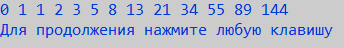 0 1 1 2 3 5 8 13 21 34 55 89 144
Для продолжения нажмите любую клавишу